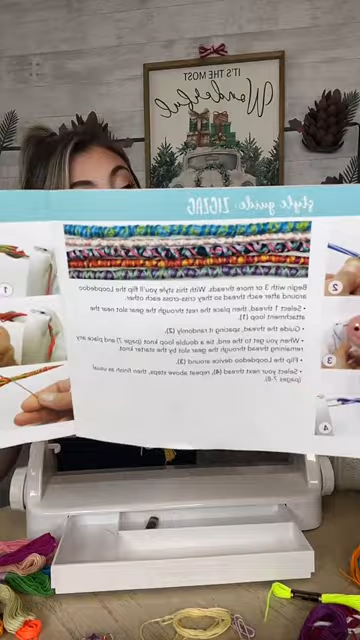 IT'S THE MOST
Wonderful
style guide: ZIGZAG
Begin with 3 or more threads. With this style you'll flip the Loopdedoo
around after each thread so they criss-cross each other.
• Select 1 thread, then place the rest through the rear slot near the
attachment loop (1).
• Guide the thread, spacing randomly (2).
• When you get to the end, tie a double loop knot (page 7) and place any
remaining thread through the gear slot by the starter knot
• Flip the Loopdedoo device around (3).
• Select your next thread (4), repeat above steps, then finish as usual
(pages 7-8).
1
2
3
4